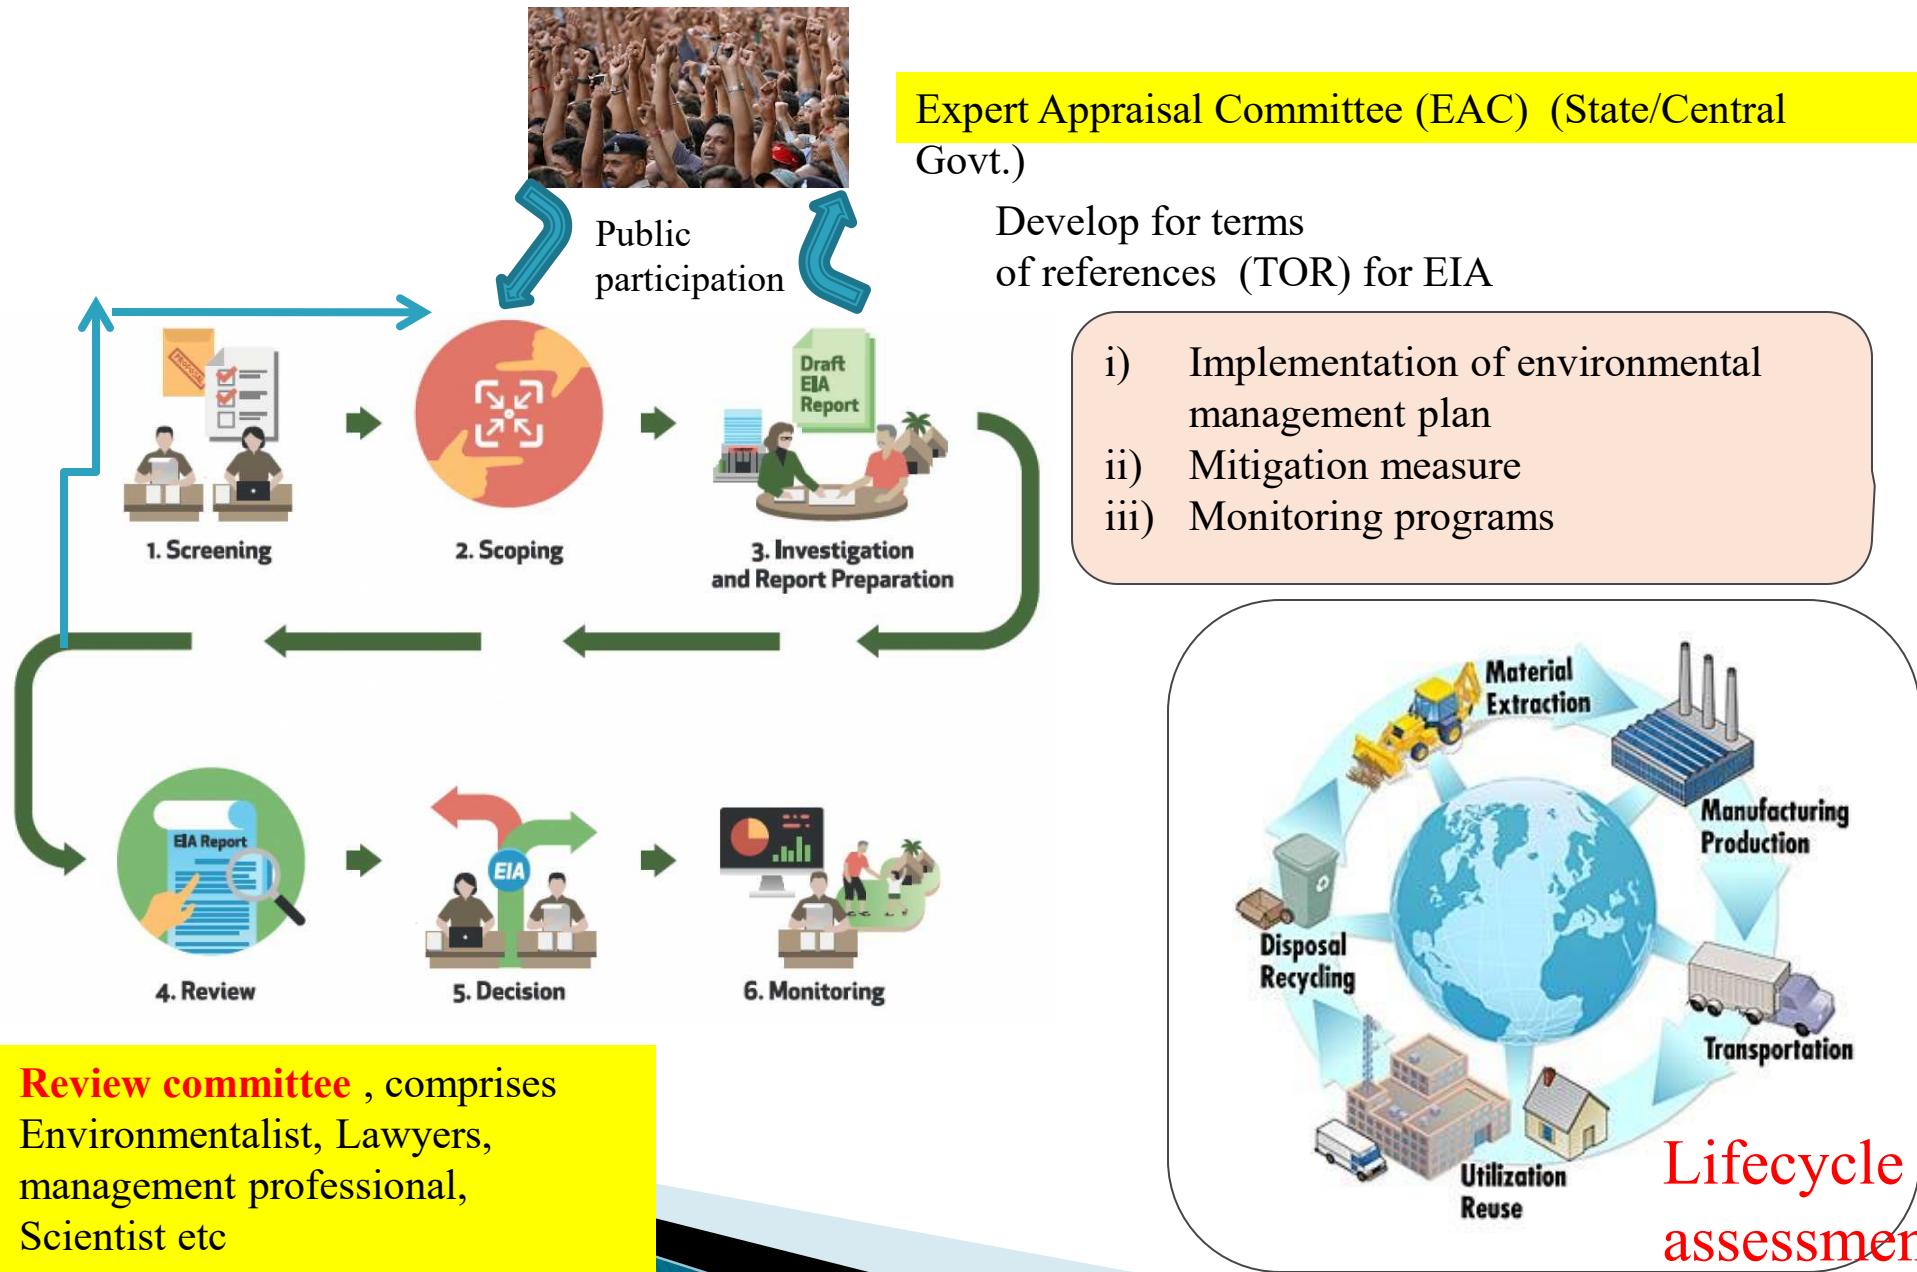 Expert Appraisal Committee (EAC) (State/Central
Govt.)
Public
participation
Develop for terms
of references (TOR) for EIA
i) Implementation of environmental
management plan
ii) Mitigation measure
iii) Monitoring programs
PROPOSAL
Draft
EIA
Report
1. Screening
2. Scoping
3. Investigation
and Report Preparation
EIA Report
EIA
4. Review
5. Decision
6. Monitoring
Material
Extraction
Manufacturing
Production
Transportation
Utilization
Reuse
Disposal
Recycling
Lifecycle
assessmen
Review committee , comprises
Environmentalist, Lawyers,
management professional,
Scientist etc